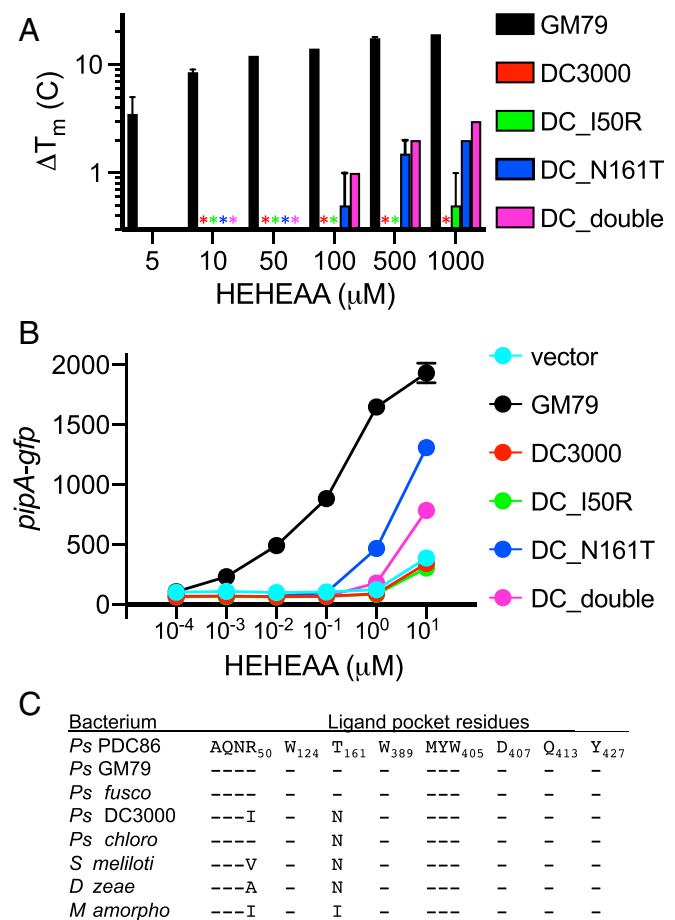 A
ΔTm (C)
10
1
* * * *
* * * *
* *
* *
*
5 10 50 100 500 1000
HEHEAA (μM)
GM79
DC3000
DC_I50R
DC_N161T
DC_double
B
pipA-gfp
2000
1500
1000
500
0
10-4 10-3 10-2 10-1 100 101
HEHEAA (μM)
vector
GM79
DC3000
DC_I50R
DC_N161T
DC_double
C
Bacterium Ligand pocket residues
Ps PDC86 AQNR50 W124 T161 W389 MYW405 D407 Q413 Y427
Ps GM79 ---- - - - --- - - -
Ps fusco ---- - - - --- - - -
Ps DC3000 ---I - N - --- - - -
Ps chloro ---- - N - --- - - -
S meliloti ---V - N - --- - - -
D zeae ---A - N - --- - - -
M amorpho ---I - I - --- - - -